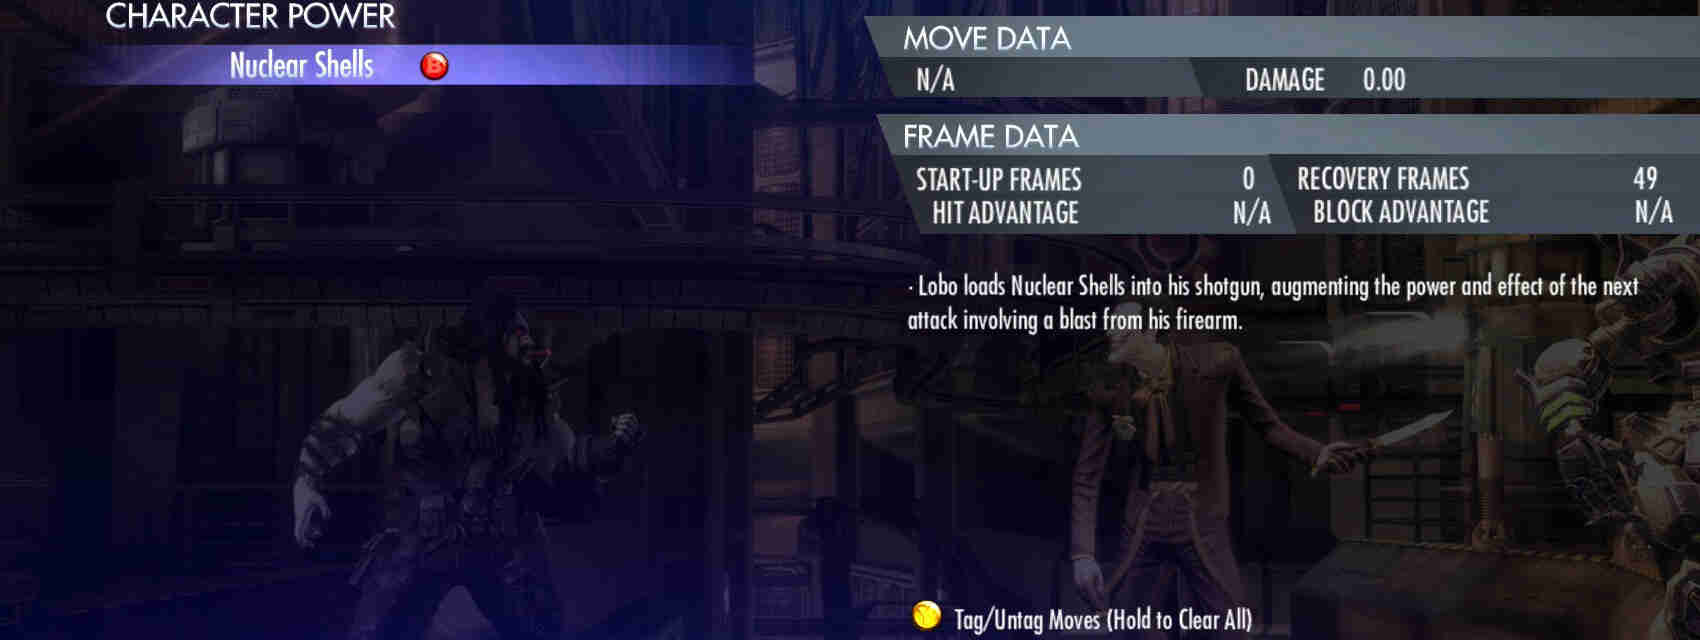 CHARACTER POWER
Nuclear Shells B
MOVE DATA
N/A DAMAGE 0.00
FRAME DATA
START-UP FRAMES 0 RECOVERY FRAMES 49
HIT ADVANTAGE N/A BLOCK ADVANTAGE N/A
· Lobo loads Nuclear Shells into his shotgun, augmenting the power and effect of the next
attack involving a blast from his firearm.
Y Tag/Untag Moves (Hold to Clear All)